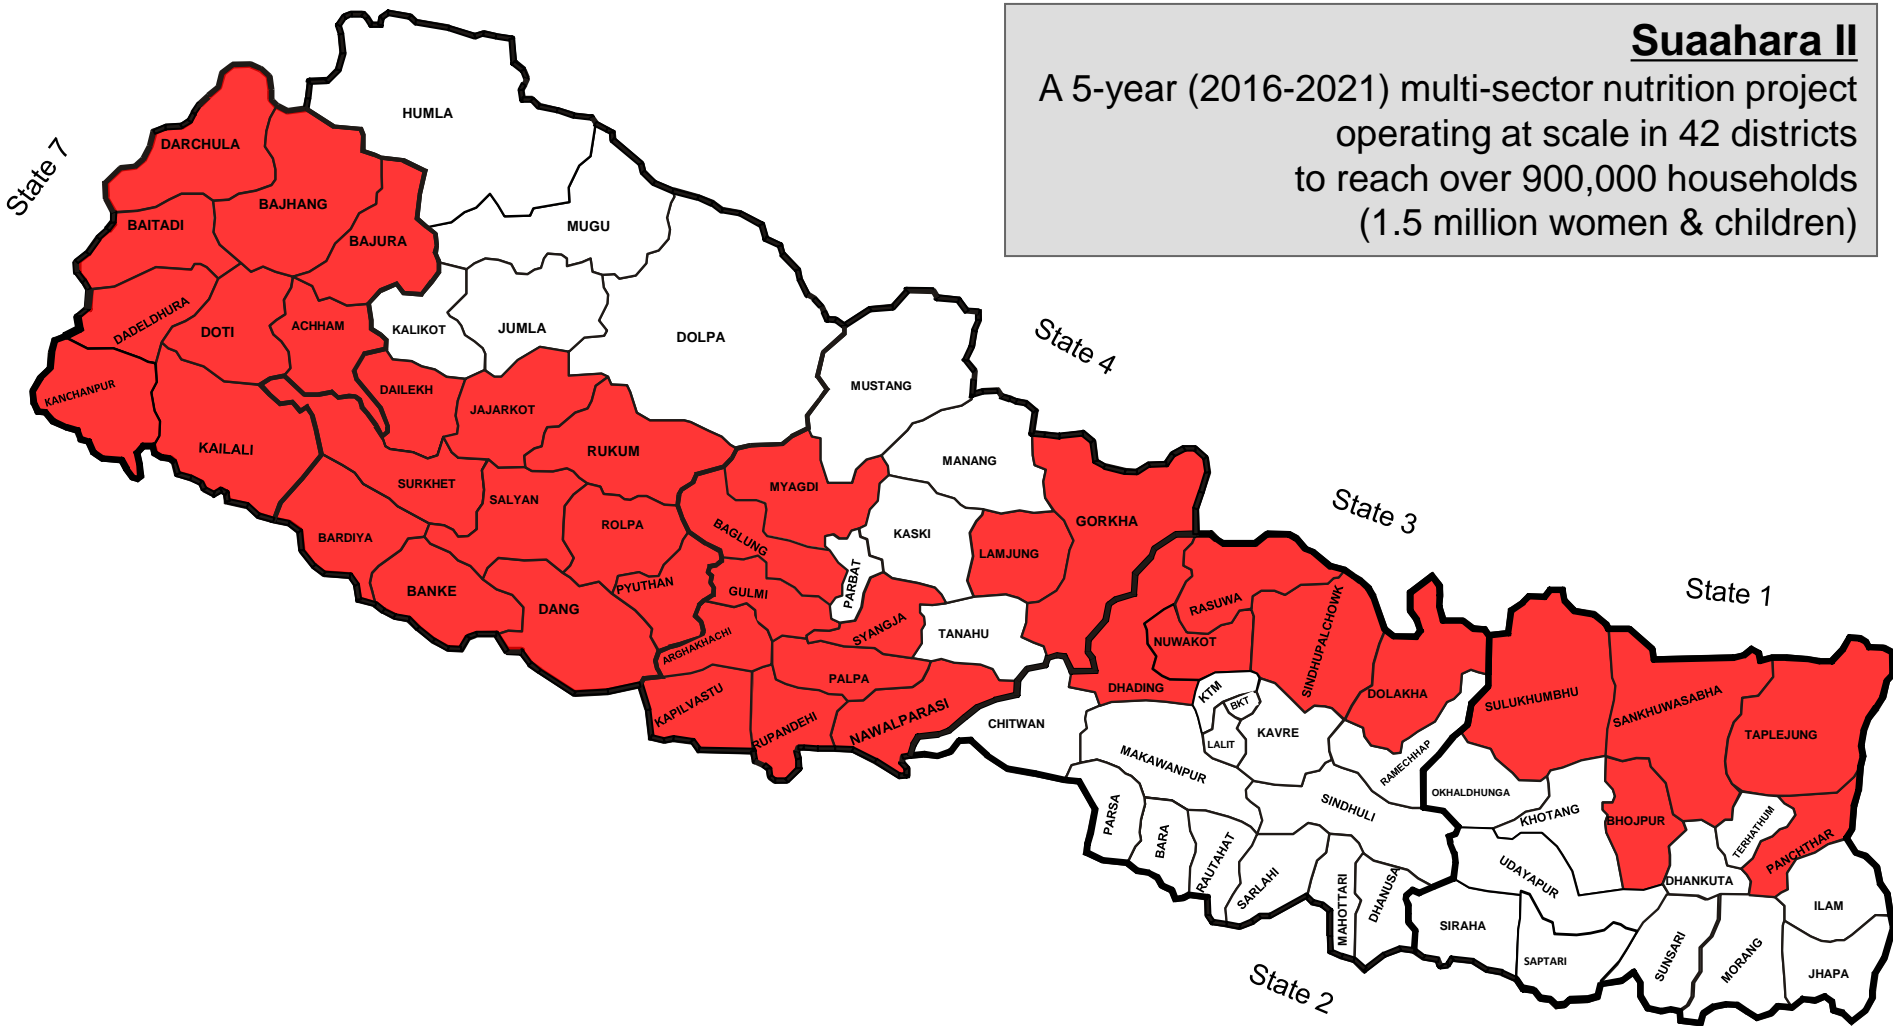 Suaahara II
A 5-year (2016-2021) multi-sector nutrition project
operating at scale in 42 districts
to reach over 900,000 households
(1.5 million women & children)
State 7
HUMLA
DARCHULA
BAJHANG
BAITADI
BAJURA
MUGU
DADELDHURA
DOTI
ACHHAM
KALIKOT
JUMLA
DOLPA
State 4
MUSTANG
KANCHANPUR
DAILEKH
JAJARKOT
KAILALI
RUKUM
MANANG
SURKHET
SALYAN
MYAGDI
State 3
BARDIYA
ROLPA
BAGLUNG
KASKI
LAMJUNG
GORKHA
BANKE
DANG
PYUTHAN
GULMI
PARBAT
State 1
RASUWA
SINDHUPALCHOWK
ARGHAKHACHI
SYANGJA
TANAHU
NUWAKOT
KAPILVASTU
PALPA
DHADING
KTM
BKT
DOLAKHA
SULUKHUMBHU
SANKHUWASABHA
TAPLEJUNG
RUPANDEHI
NAWALPARASI
CHITWAN
LALIT
KAVRE
MAKAWANPUR
RAMECHHAP
OKHALDHUNGA
PARSA
BARA
RAUTAHAT
SINDHULI
KHOTANG
BHOJPUR
TERHATHUM
PANCHTHAR
SARLAHI
MAHOTTARI
DHANUSA
UDAYAPUR
DHANKUTA
ILAM
SIRAHA
SAPTARI
SUNSARI
MORANG
JHAPA
State 2